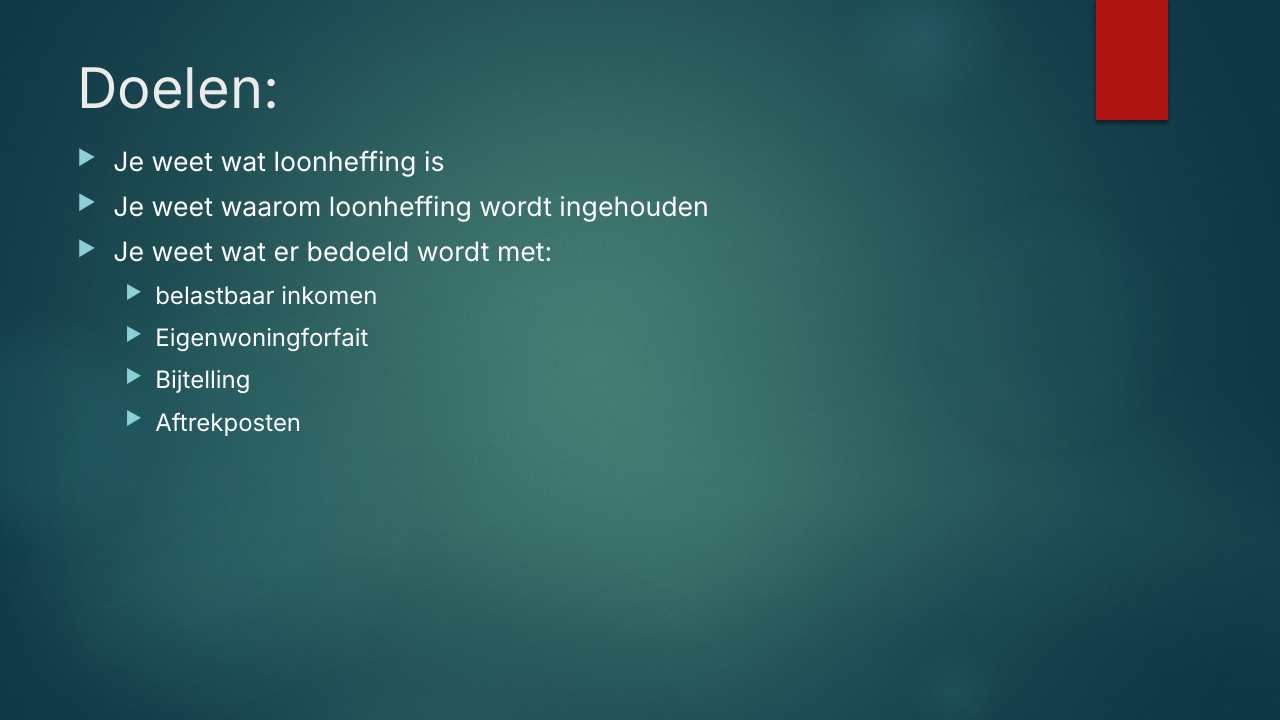 Doelen:
Je weet wat loonheffing is
Je weet waarom loonheffing wordt ingehouden
Je weet wat er bedoeld wordt met:
belastbaar inkomen
Eigenwoningforfait
Bijtelling
Aftrekposten